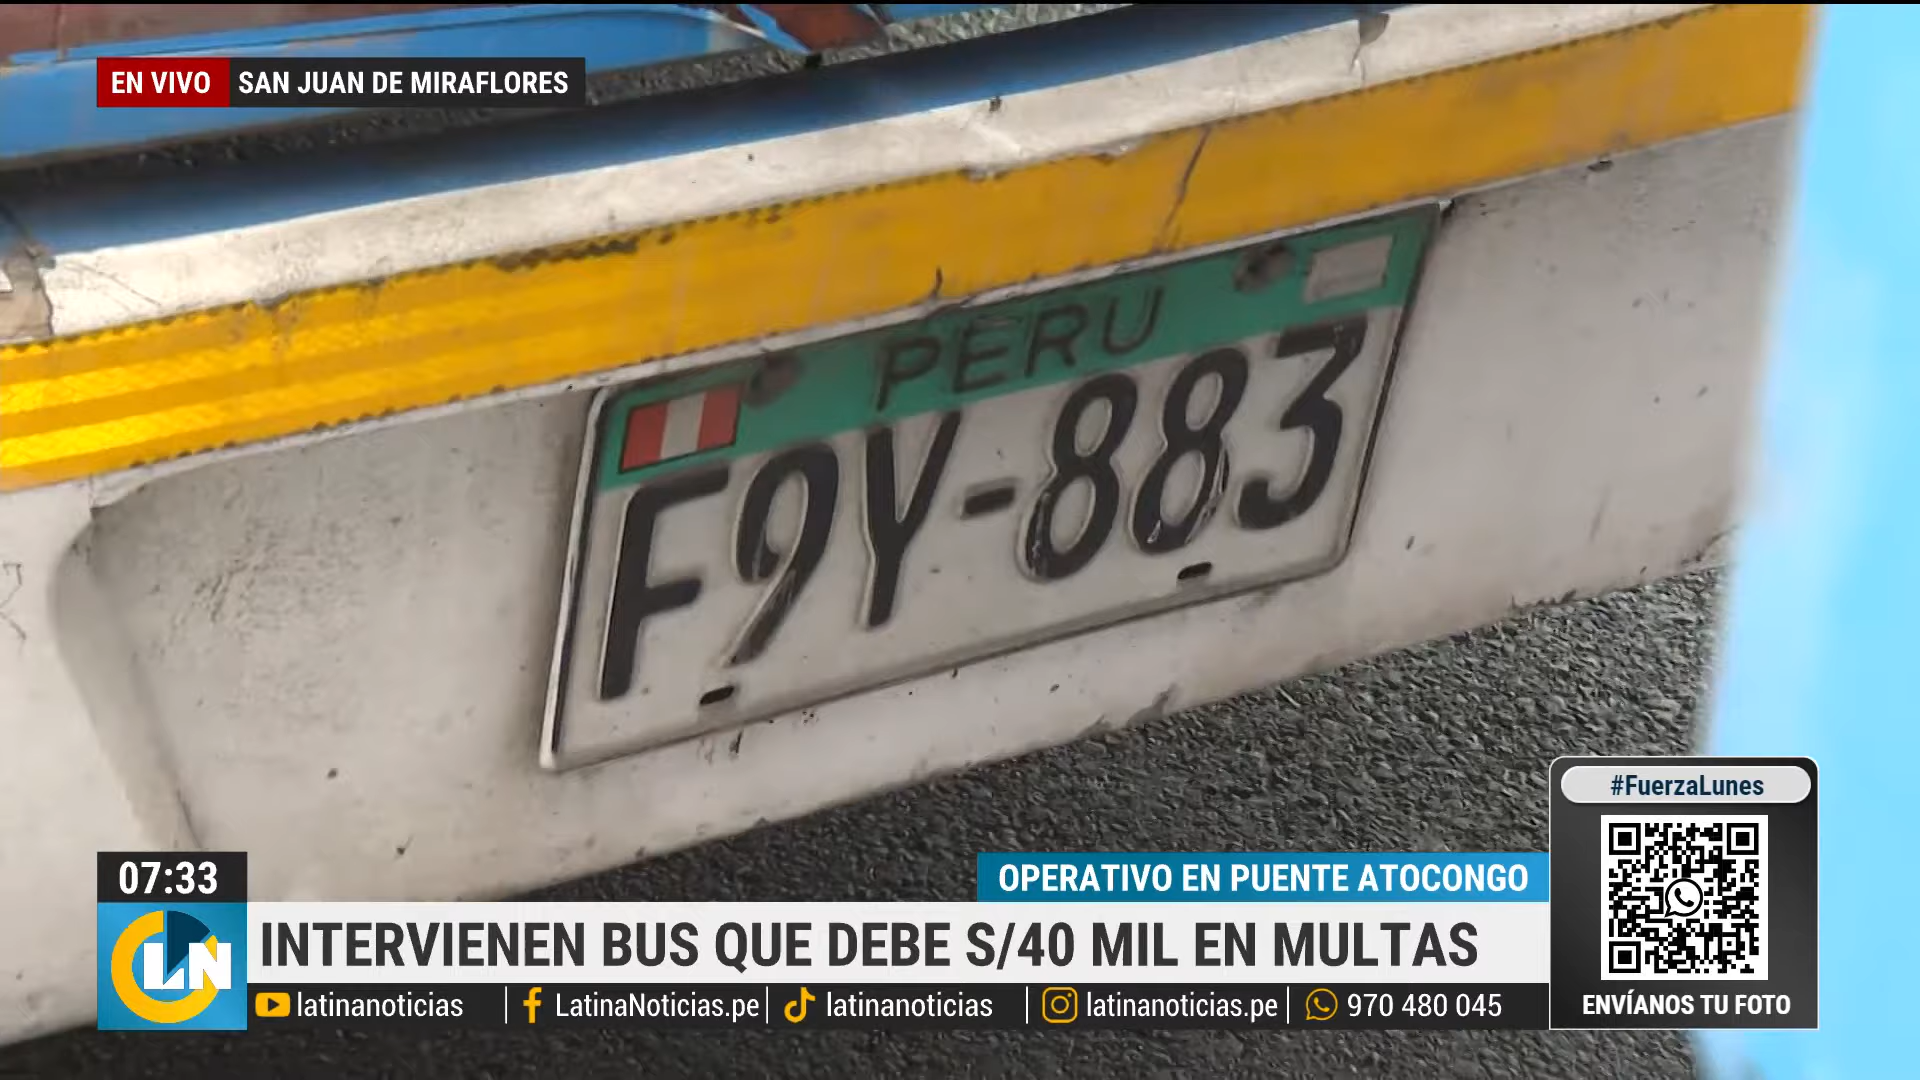 EN VIVO SAN JUAN DE MIRAFLORES
PERU
F9Y-883
#FuerzaLunes
07:33
OPERATIVO EN PUENTE ATOCONGO
LN
INTERVIENEN BUS QUE DEBE S/40 MIL EN MULTAS
latinanoticias LatinaNoticias.pe latinanoticias latinanoticias.pe 970 480 045
ENVÍANOS TU FOTO